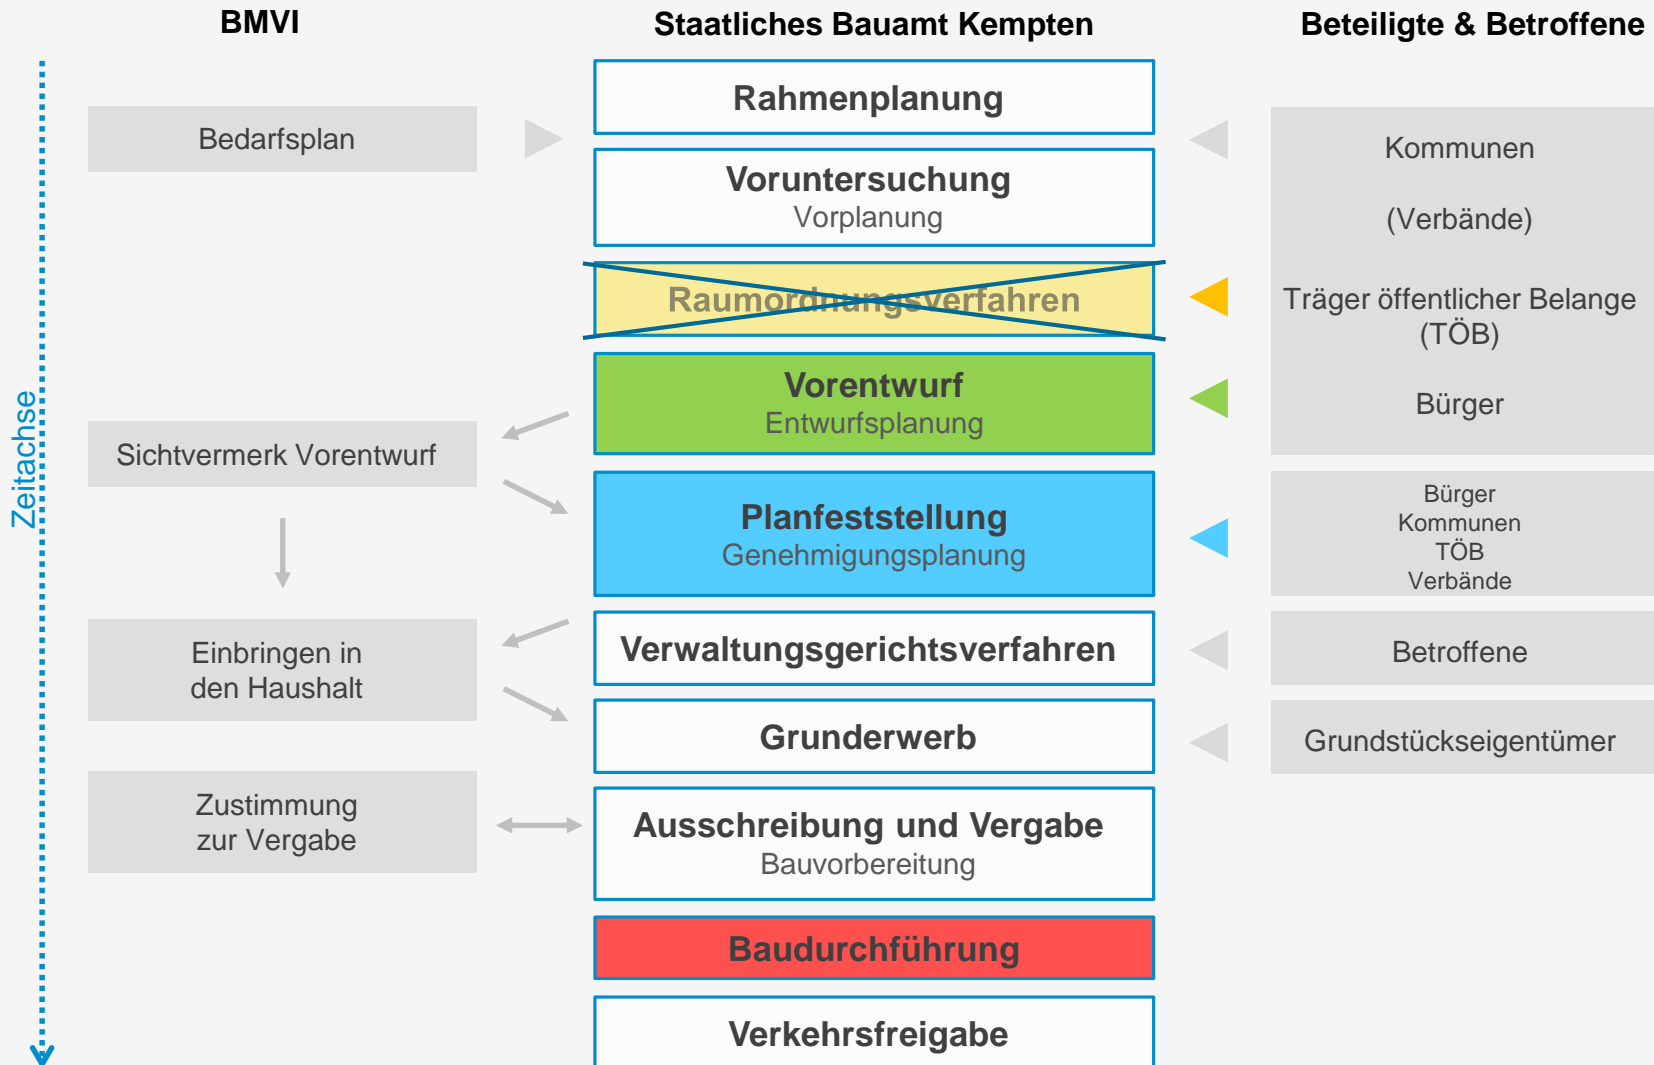 BMVI
Staatliches Bauamt Kempten
Beteiligte & Betroffene
Zeitachse
Bedarfsplan
Sichtvermerk Vorentwurf
Einbringen in
den Haushalt
Zustimmung
zur Vergabe
Rahmenplanung
Voruntersuchung
Vorplanung
Raumordnungsverfahren
Vorentwurf
Entwurfsplanung
Planfeststellung
Genehmigungsplanung
Verwaltungsgerichtsverfahren
Grunderwerb
Ausschreibung und Vergabe
Bauvorbereitung
Baudurchführung
Verkehrsfreigabe
Kommunen
(Verbände)
Träger öffentlicher Belange
(TÖB)
Bürger
Bürger
Kommunen
TÖB
Verbände
Betroffene
Grundstückseigentümer